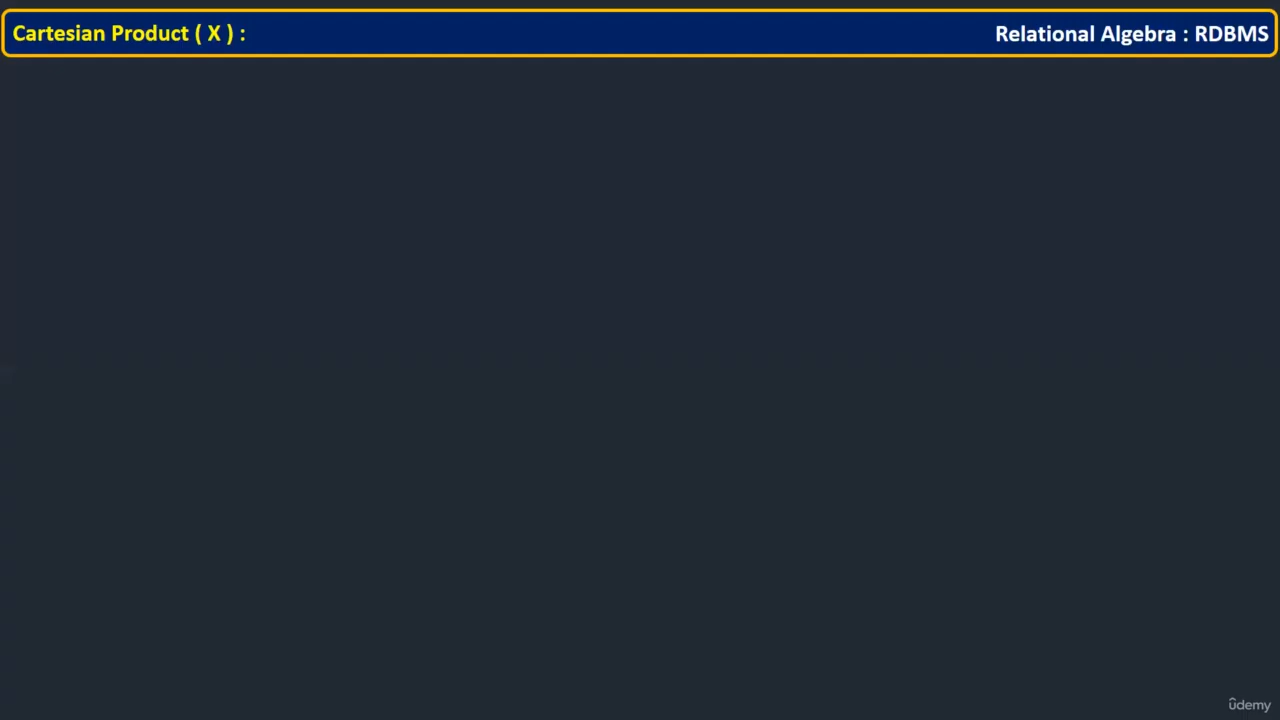 Cartesian Product ( X ) :
Relational Algebra : RDBMS
ûdemy